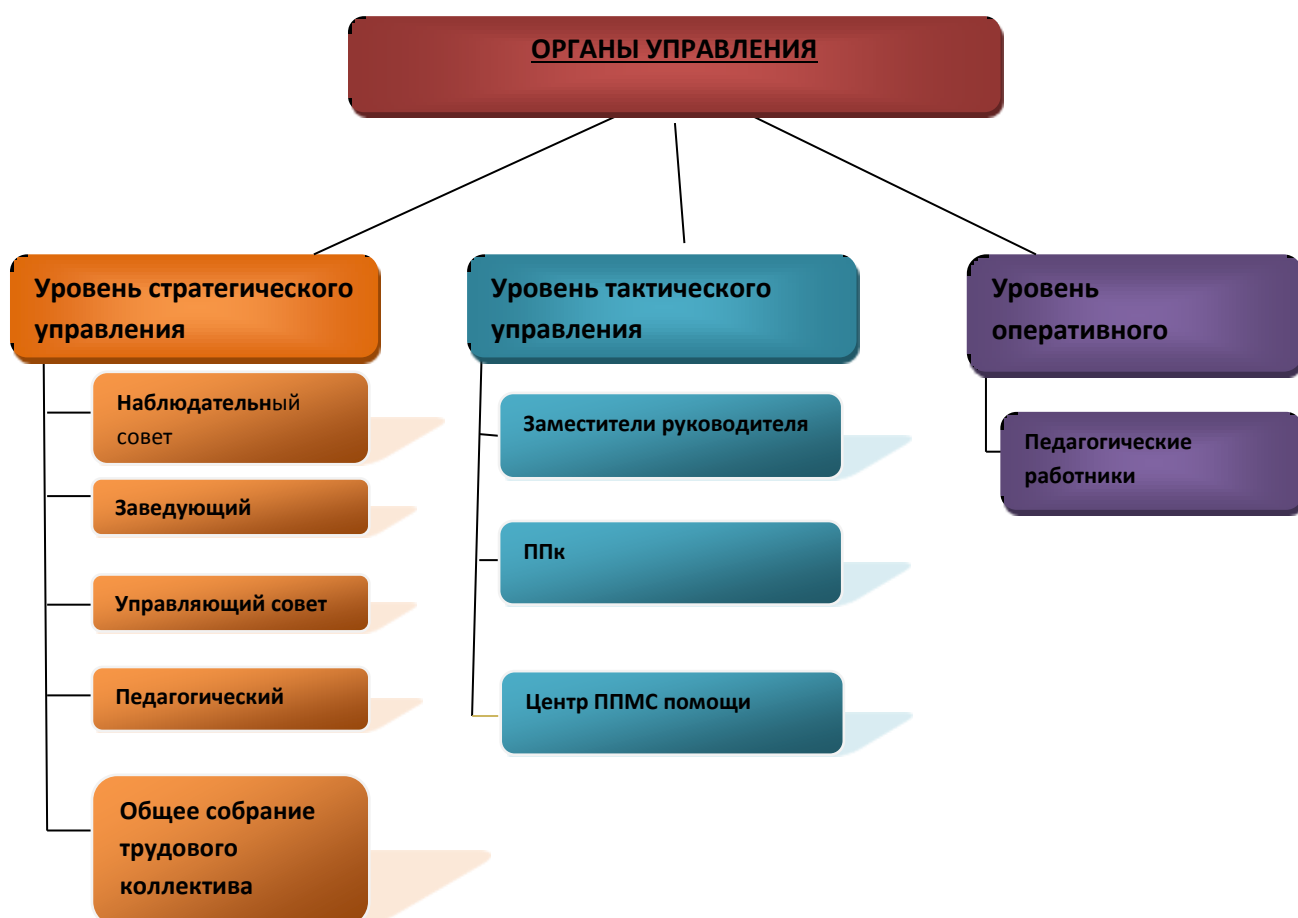 ОРГАНЫ УПРАВЛЕНИЯ
Уровень стратегического
управления
Наблюдательный
совет
Заведующий
Управляющий совет
Педагогический
Общее собрание
трудового
коллектива
Уровень тактического
управления
Заместители руководителя
ППк
Центр ППМС помощи
Уровень
оперативного
Педагогические
работники